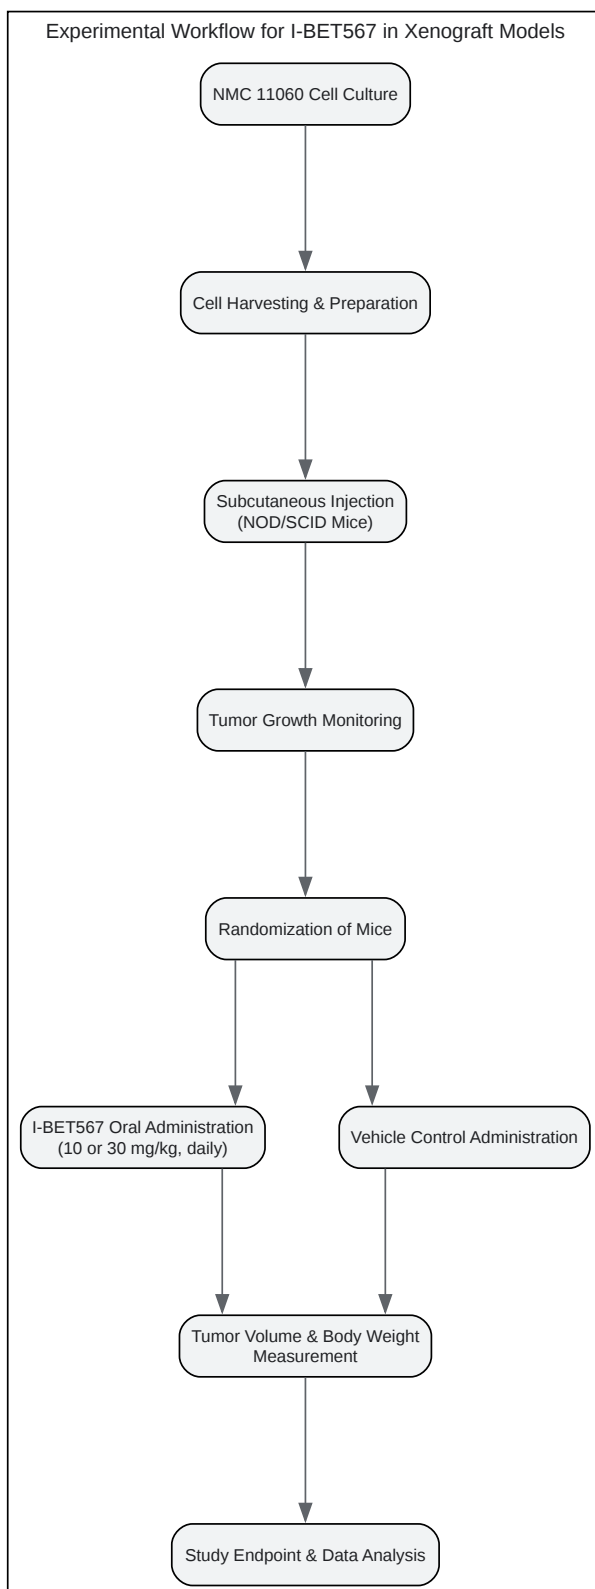 Experimental Workflow for I-BET567 in Xenograft Models
NMC 11060 Cell Culture
Cell Harvesting & Preparation
Subcutaneous Injection
(NOD/SCID Mice)
Tumor Growth Monitoring
Randomization of Mice
I-BET567 Oral Administration
(10 or 30 mg/kg, daily)
Vehicle Control Administration
Tumor Volume & Body Weight
Measurement
Study Endpoint & Data Analysis